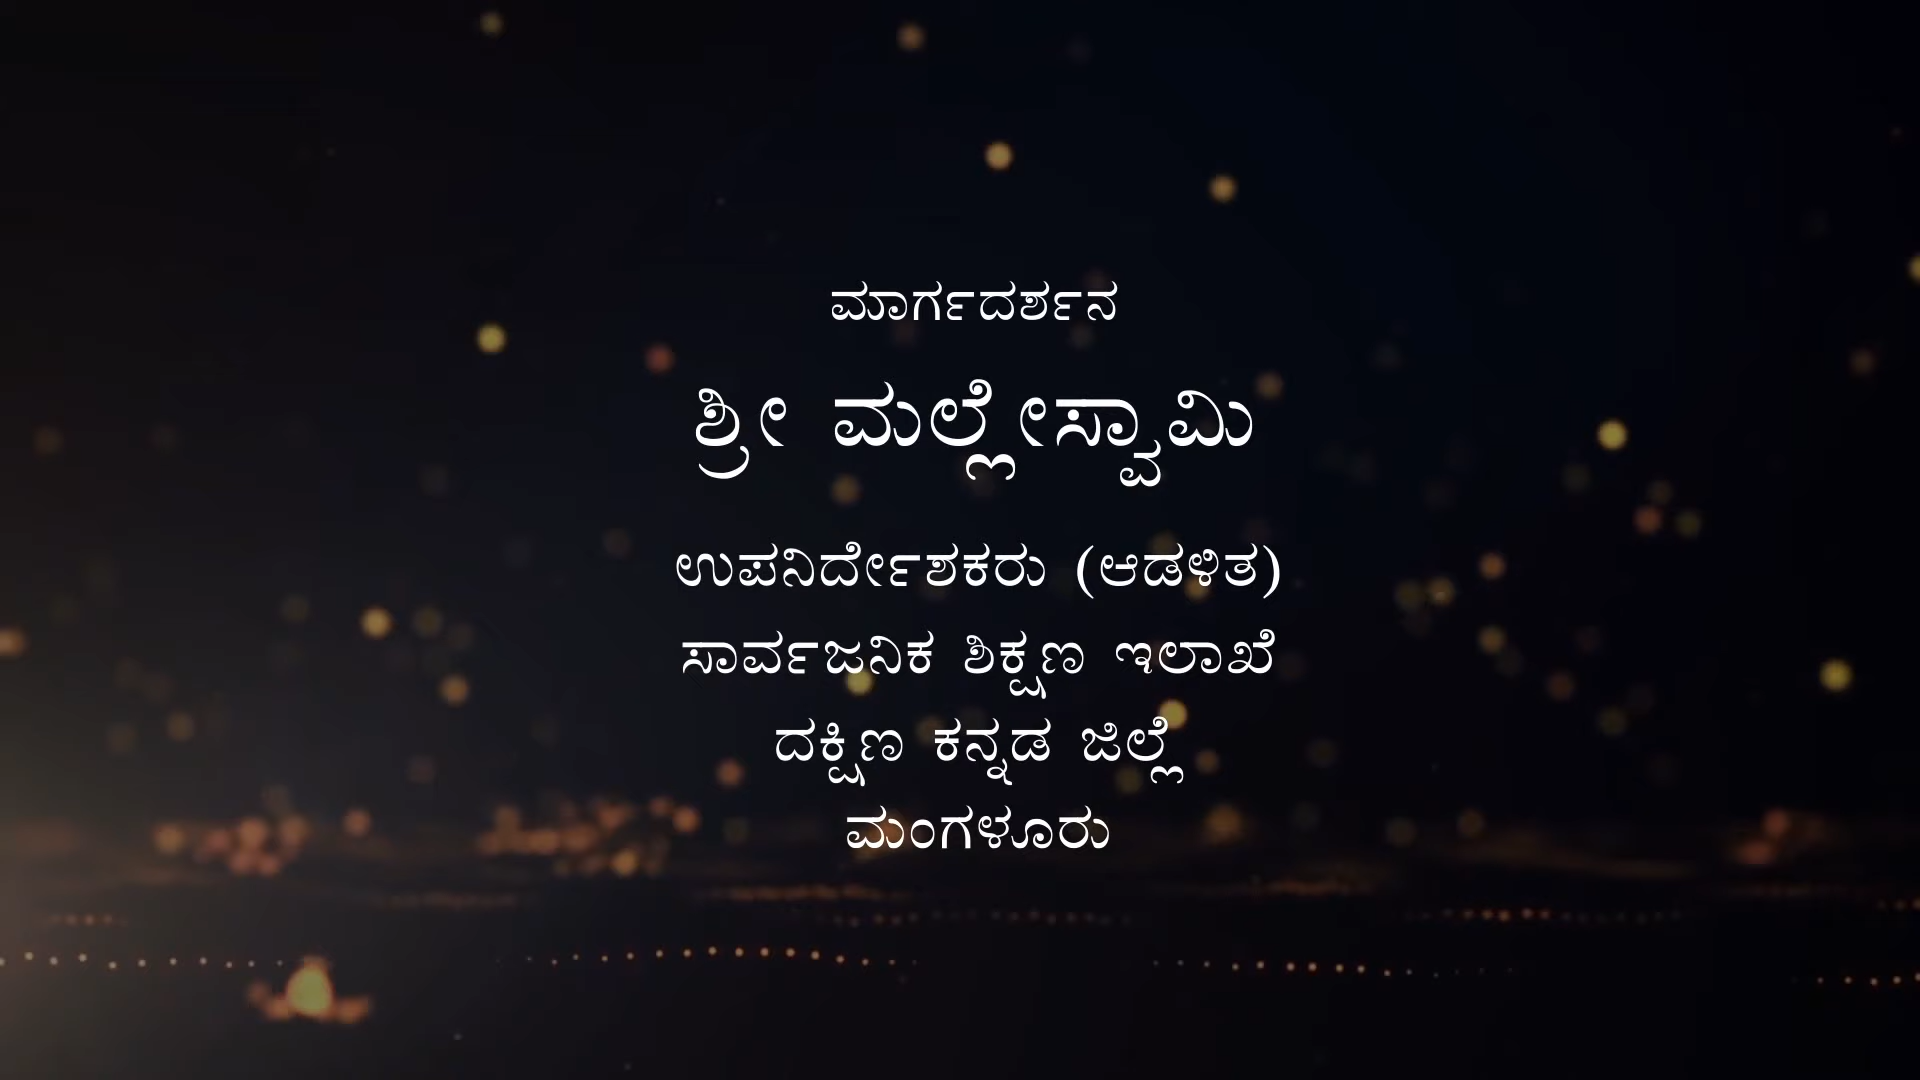 ಮಾರ್ಗದರ್ಶನ
ಶ್ರೀ ಮಲ್ಲೇಸ್ವಾಮಿ
ಉಪನಿರ್ದೇಶಕರು (ಆಡಳಿತ)
ಸಾರ್ವಜನಿಕ ಶಿಕ್ಷಣ ಇಲಾಖೆ
ದಕ್ಷಿಣ ಕನ್ನಡ ಜಿಲ್ಲೆ
ಮಂಗಳೂರು